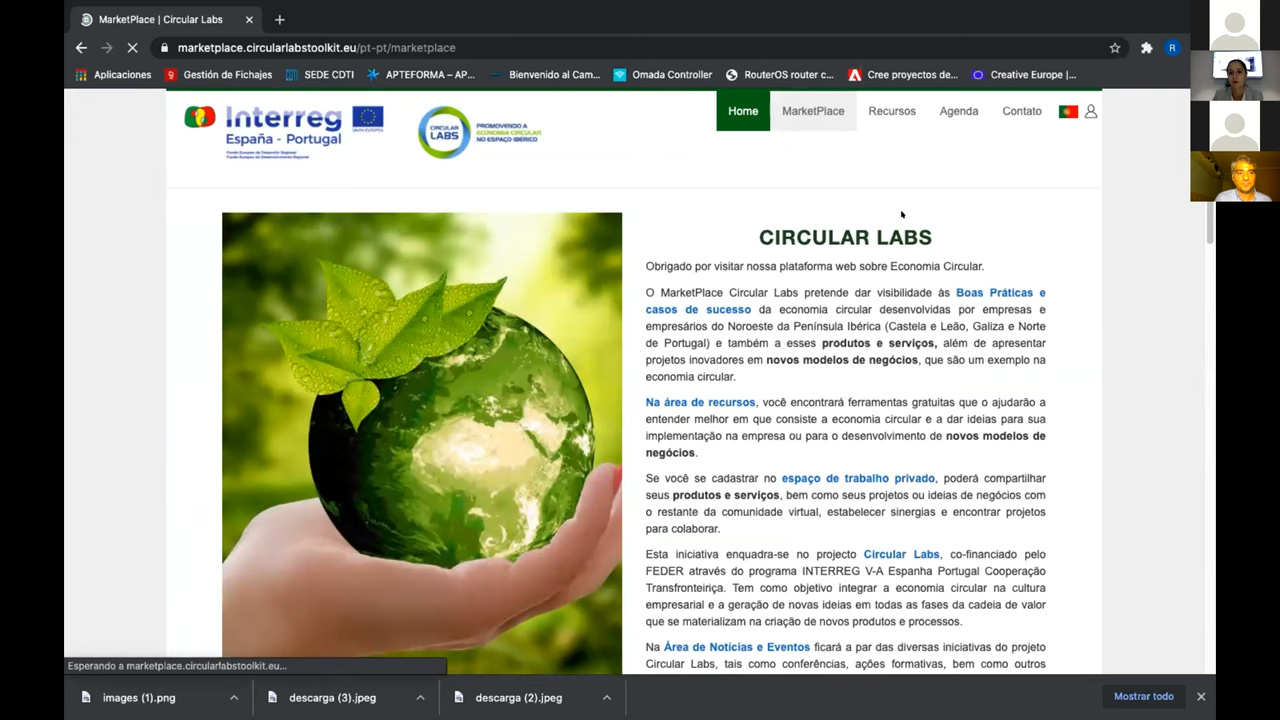 MarketPlace | Circular Labs
marketplace.circularlabstoolkit.eu/pt-pt/marketplace
R
Aplicaciones
Gestión de Fichajes
SEDE CDTI
APTEFORMA – AP...
Bienvenido al Cam...
Omada Controller
RouterOS router c...
Cree proyectos de...
Creative Europe |...
Interreg
España - Portugal
Fondo Europeo de Desarrollo Regional
Fundo Europeu de Desenvolvimento Regional
CIRCULAR
LABS
PROMOVENDO A
ECONOMIA CIRCULAR
NO ESPAÇO IBÉRICO
Home
MarketPlace
Recursos
Agenda
Contato
CIRCULAR LABS
Obrigado por visitar nossa plataforma web sobre Economia Circular.
O MarketPlace Circular Labs pretende dar visibilidade às Boas Práticas e
casos de sucesso da economia circular desenvolvidas por empresas e
empresários do Noroeste da Península Ibérica (Castela e Leão, Galiza e Norte
de Portugal) e também a esses produtos e serviços, além de apresentar
projetos inovadores em novos modelos de negócios, que são um exemplo na
economia circular.
Na área de recursos, você encontrará ferramentas gratuitas que o ajudarão a
entender melhor em que consiste a economia circular e a dar ideias para sua
implementação na empresa ou para o desenvolvimento de novos modelos de
negócios.
Se você se cadastrar no espaço de trabalho privado, poderá compartilhar
seus produtos e serviços, bem como seus projetos ou ideias de negócios com
o restante da comunidade virtual, estabelecer sinergias e encontrar projetos
para colaborar.
Esta iniciativa enquadra-se no projecto Circular Labs, co-financiado pelo
FEDER através do programa INTERREG V-A Espanha Portugal Cooperação
Transfronteiriça. Tem como objetivo integrar a economia circular na cultura
empresarial e a geração de novas ideias em todas as fases da cadeia de valor
que se materializam na criação de novos produtos e processos.
Na Área de Notícias e Eventos ficará a par das diversas iniciativas do projeto
Circular Labs, tais como conferências, ações formativas, bem como outros
Esperando a marketplace.circularlabstoolkit.eu...
images (1).png
descarga (3).jpeg
descarga (2).jpeg
Mostrar todo